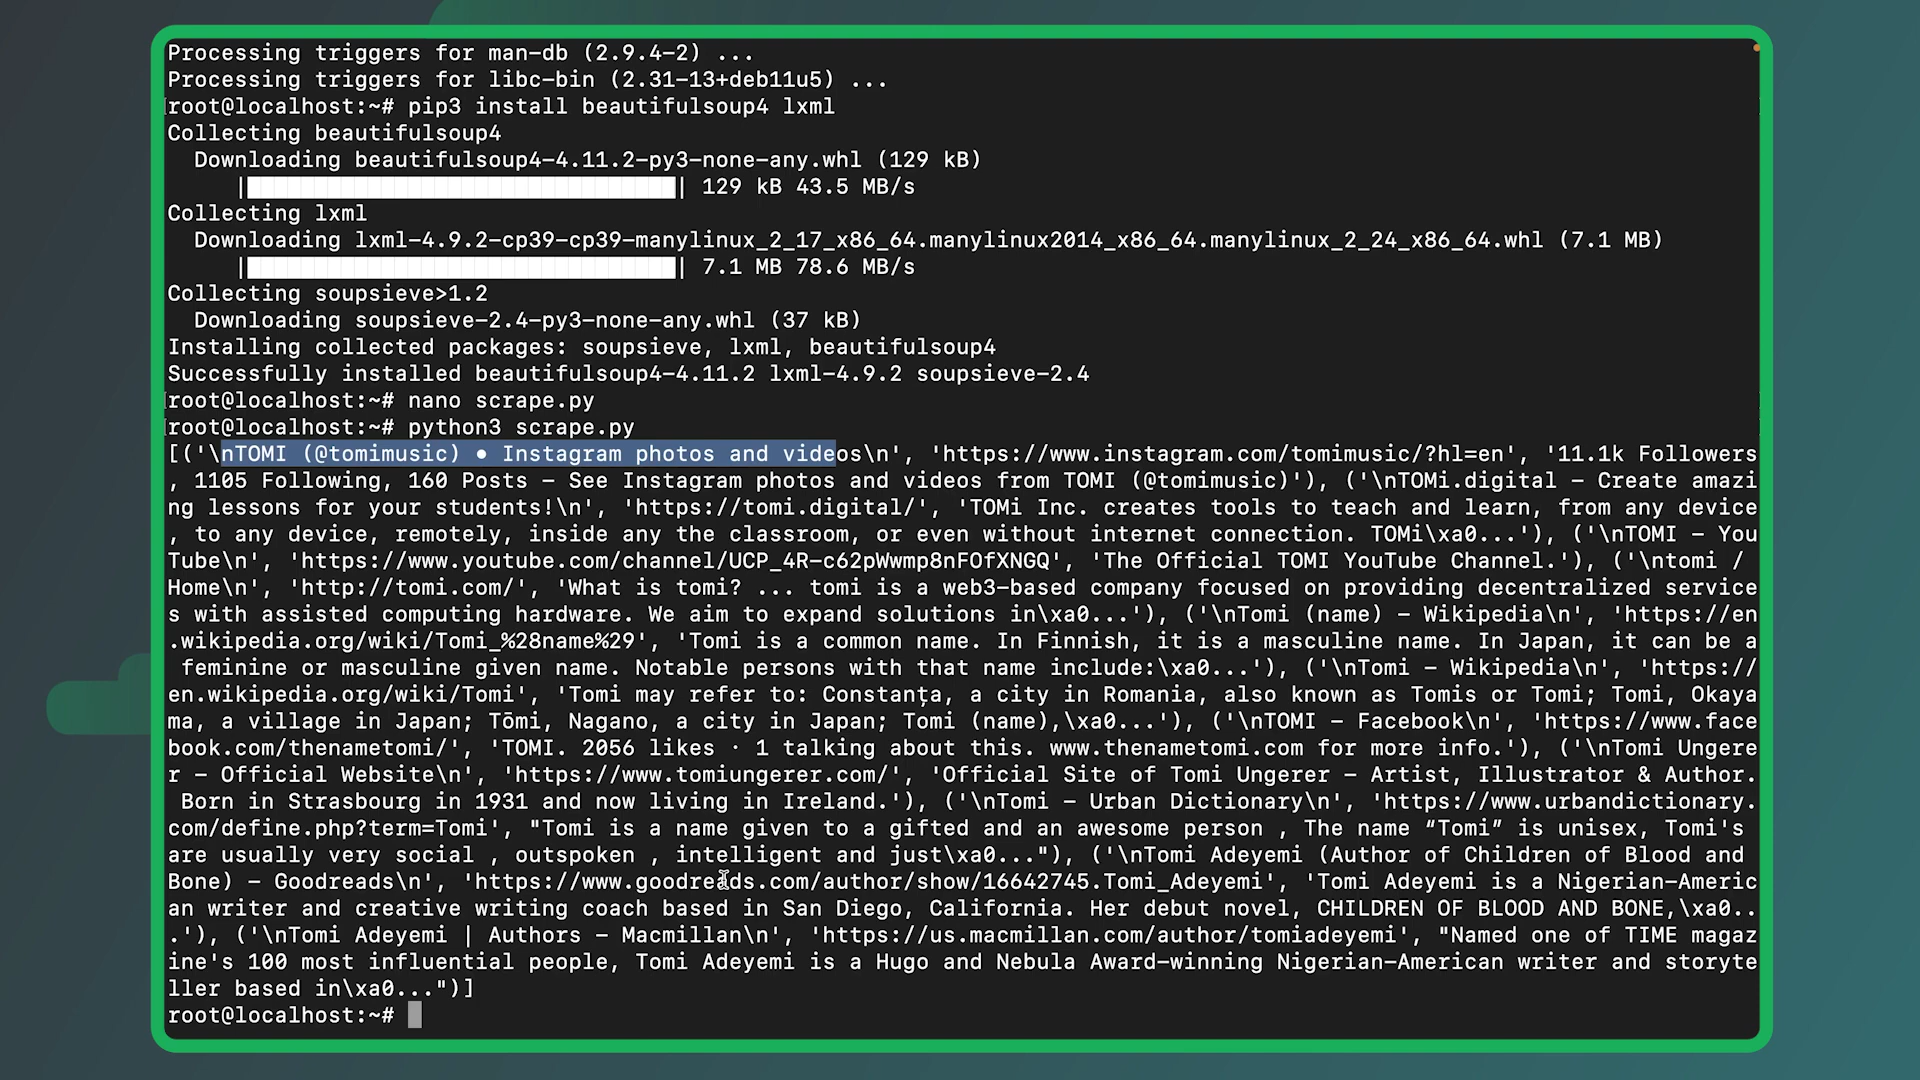 Processing triggers for man-db (2.9.4-2) ...
Processing triggers for libc-bin (2.31-13+deb11u5) ...
root@localhost:~# pip3 install beautifulsoup4 lxml
Collecting beautifulsoup4
  Downloading beautifulsoup4-4.11.2-py3-none-any.whl (129 kB)
     |████████████████████████████████| 129 kB 43.5 MB/s
Collecting lxml
  Downloading lxml-4.9.2-cp39-cp39-manylinux_2_17_x86_64.manylinux2014_x86_64.manylinux_2_24_x86_64.whl (7.1 MB)
     |████████████████████████████████| 7.1 MB 78.6 MB/s
Collecting soupsieve>1.2
  Downloading soupsieve-2.4-py3-none-any.whl (37 kB)
Installing collected packages: soupsieve, lxml, beautifulsoup4
Successfully installed beautifulsoup4-4.11.2 lxml-4.9.2 soupsieve-2.4
root@localhost:~# nano scrape.py
root@localhost:~# python3 scrape.py
[('\nTOMI (@tomimusic) • Instagram photos and videos\n', 'https://www.instagram.com/tomimusic/?hl=en', '11.1k Followers
, 1105 Following, 160 Posts – See Instagram photos and videos from TOMI (@tomimusic)'), ('\nTOMi.digital – Create amazi
ng lessons for your students!\n', 'https://tomi.digital/', 'TOMi Inc. creates tools to teach and learn, from any device
, to any device, remotely, inside any the classroom, or even without internet connection. TOMi\xa0...'), ('\nTOMI – You
Tube\n', 'https://www.youtube.com/channel/UCP_4R-c62pWwmp8nFOfXNGQ', 'The Official TOMI YouTube Channel.'), ('\ntomi /
Home\n', 'http://tomi.com/', 'What is tomi? ... tomi is a web3-based company focused on providing decentralized service
s with assisted computing hardware. We aim to expand solutions in\xa0...'), ('\nTomi (name) – Wikipedia\n', 'https://en
.wikipedia.org/wiki/Tomi_%28name%29', 'Tomi is a common name. In Finnish, it is a masculine name. In Japan, it can be a
 feminine or masculine given name. Notable persons with that name include:\xa0...'), ('\nTomi – Wikipedia\n', 'https://
en.wikipedia.org/wiki/Tomi', 'Tomi may refer to: Constanța, a city in Romania, also known as Tomis or Tomi; Tomi, Okaya
ma, a village in Japan; Tōmi, Nagano, a city in Japan; Tomi (name),\xa0...'), ('\nTOMI – Facebook\n', 'https://www.face
book.com/thenametomi/', 'TOMI. 2056 likes · 1 talking about this. www.thenametomi.com for more info.'), ('\nTomi Ungere
r – Official Website\n', 'https://www.tomiungerer.com/', 'Official Site of Tomi Ungerer – Artist, Illustrator & Author.
 Born in Strasbourg in 1931 and now living in Ireland.'), ('\nTomi – Urban Dictionary\n', 'https://www.urbandictionary.
com/define.php?term=Tomi', "Tomi is a name given to a gifted and an awesome person , The name “Tomi” is unisex, Tomi's
are usually very social , outspoken , intelligent and just\xa0..."), ('\nTomi Adeyemi (Author of Children of Blood and
Bone) – Goodreads\n', 'https://www.goodreads.com/author/show/16642745.Tomi_Adeyemi', 'Tomi Adeyemi is a Nigerian-Americ
an writer and creative writing coach based in San Diego, California. Her debut novel, CHILDREN OF BLOOD AND BONE,\xa0..
.'), ('\nTomi Adeyemi | Authors – Macmillan\n', 'https://us.macmillan.com/author/tomiadeyemi', "Named one of TIME magaz
ine's 100 most influential people, Tomi Adeyemi is a Hugo and Nebula Award-winning Nigerian-American writer and storyte
ller based in\xa0...")]
root@localhost:~#